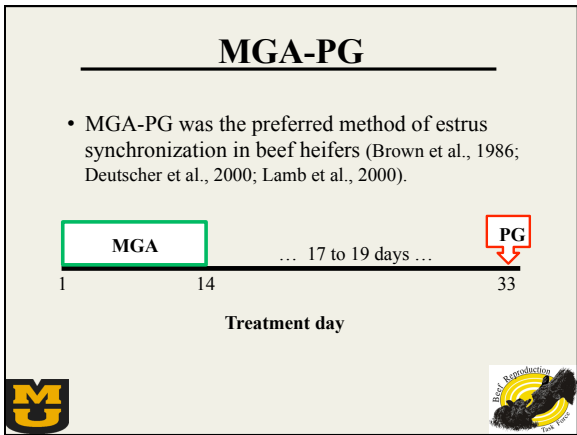 MGA-PG
• MGA-PG was the preferred method of estrus
synchronization in beef heifers (Brown et al., 1986;
Deutscher et al., 2000; Lamb et al., 2000).
MGA
… 17 to 19 days …
PG
1
14
33
Treatment day
MU
Beef Reproduction
Task Force